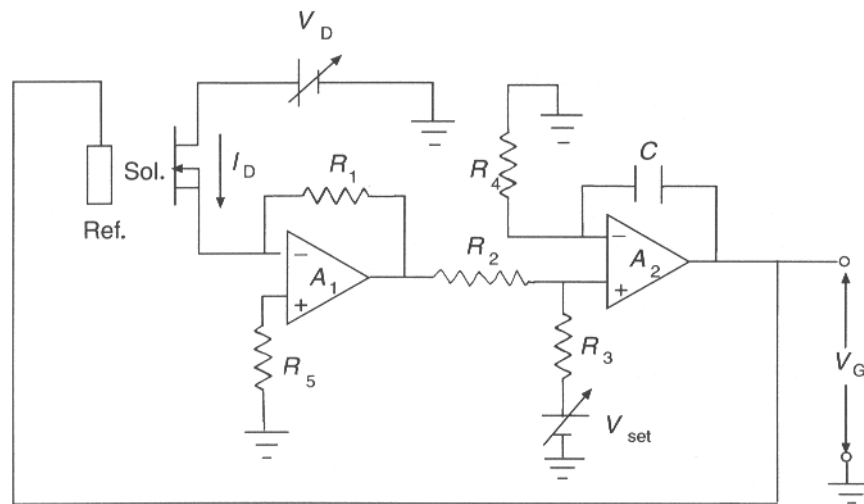 V_D
Sol.
I_D
Ref.
R_1
−
A_1
+
R_5
R_2
R_4
C
−
A_2
+
R_3
V_set
V_G